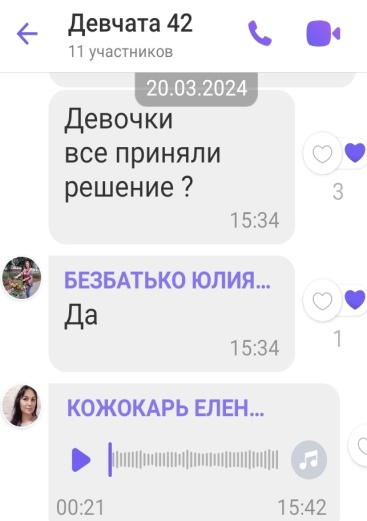 Девчата 42
11 участников
20.03.2024
Девочки
все приняли
решение ?
15:34
3
БЕЗБАТЬКО ЮЛИЯ...
Да
15:34
1
КОЖОКАРЬ ЕЛЕН...
00:21
15:42